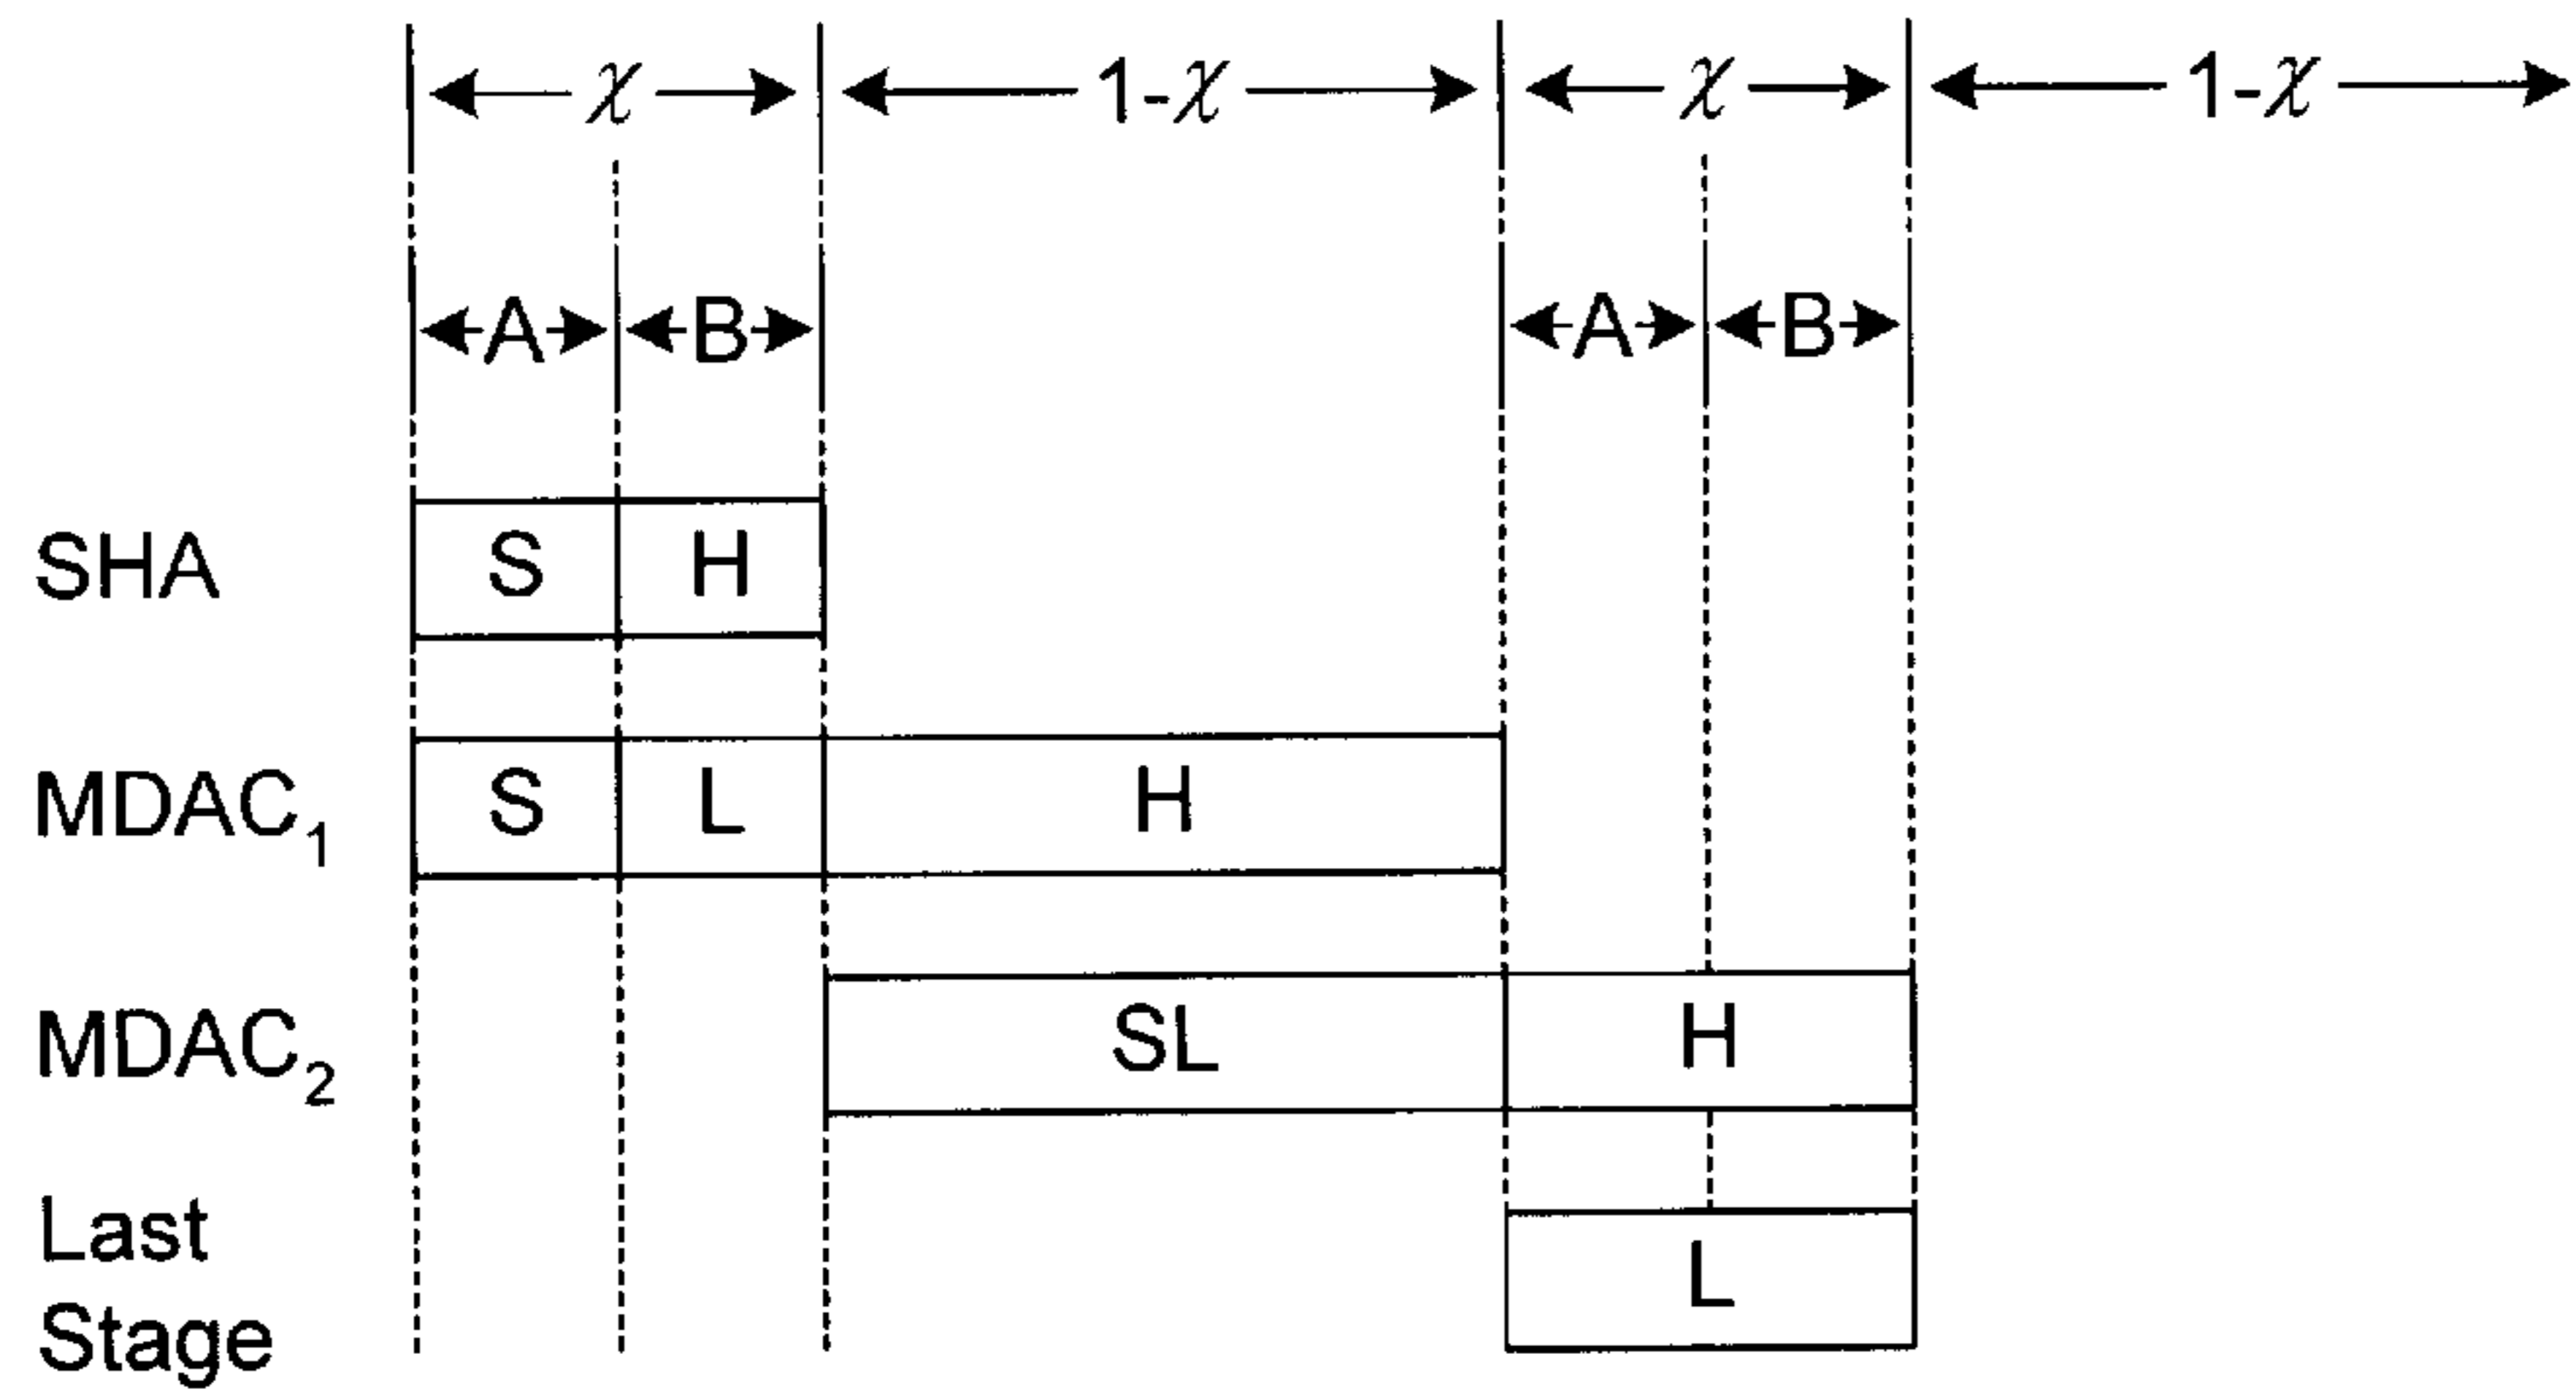 χ 1-χ χ 1-χ
A B A B
SHA S H
MDAC₁ S L H
MDAC₂ SL H
Last
Stage L